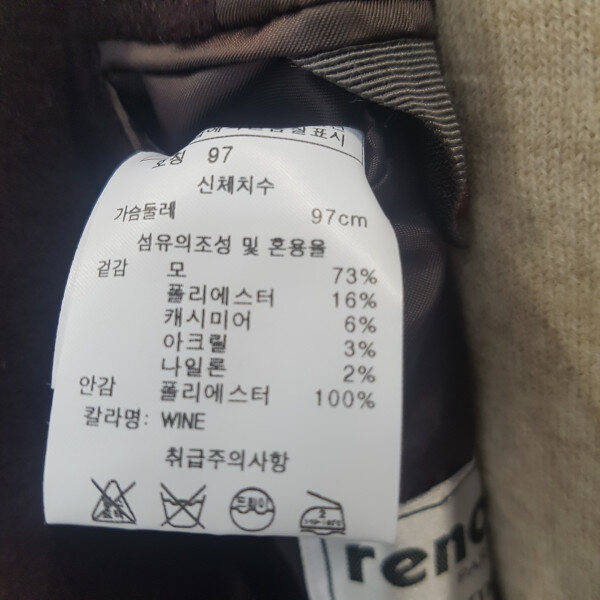 호칭 97
신체치수
가슴둘레 97cm
섬유의조성 및 혼용율
겉감 모 73%
폴리에스터 16%
캐시미어 6%
아크릴 3%
나일론 2%
안감 폴리에스터 100%
칼라명: WINE
취급주의사항
드라이
reno